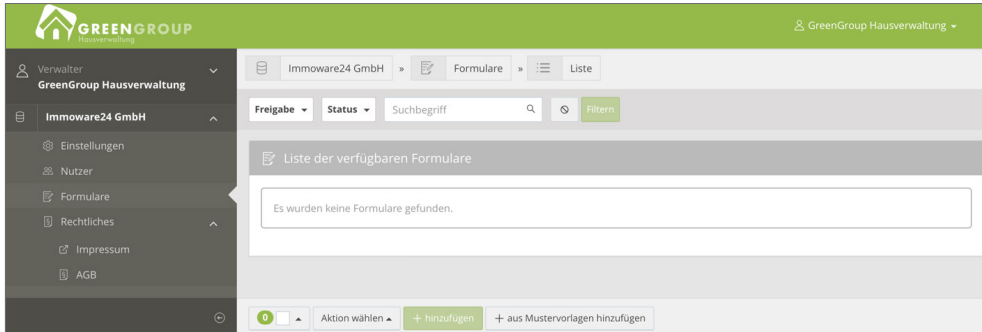 GREENGROUP
Hausverwaltung
GreenGroup Hausverwaltung
Verwalter
GreenGroup Hausverwaltung
Immoware24 GmbH
Einstellungen
Nutzer
Formulare
Rechtliches
Impressum
AGB
Immoware24 GmbH » Formulare » Liste
Freigabe Status Suchbegriff Filtern
Liste der verfügbaren Formulare
Es wurden keine Formulare gefunden.
0 Aktion wählen + hinzufügen + aus Mustervorlagen hinzufügen